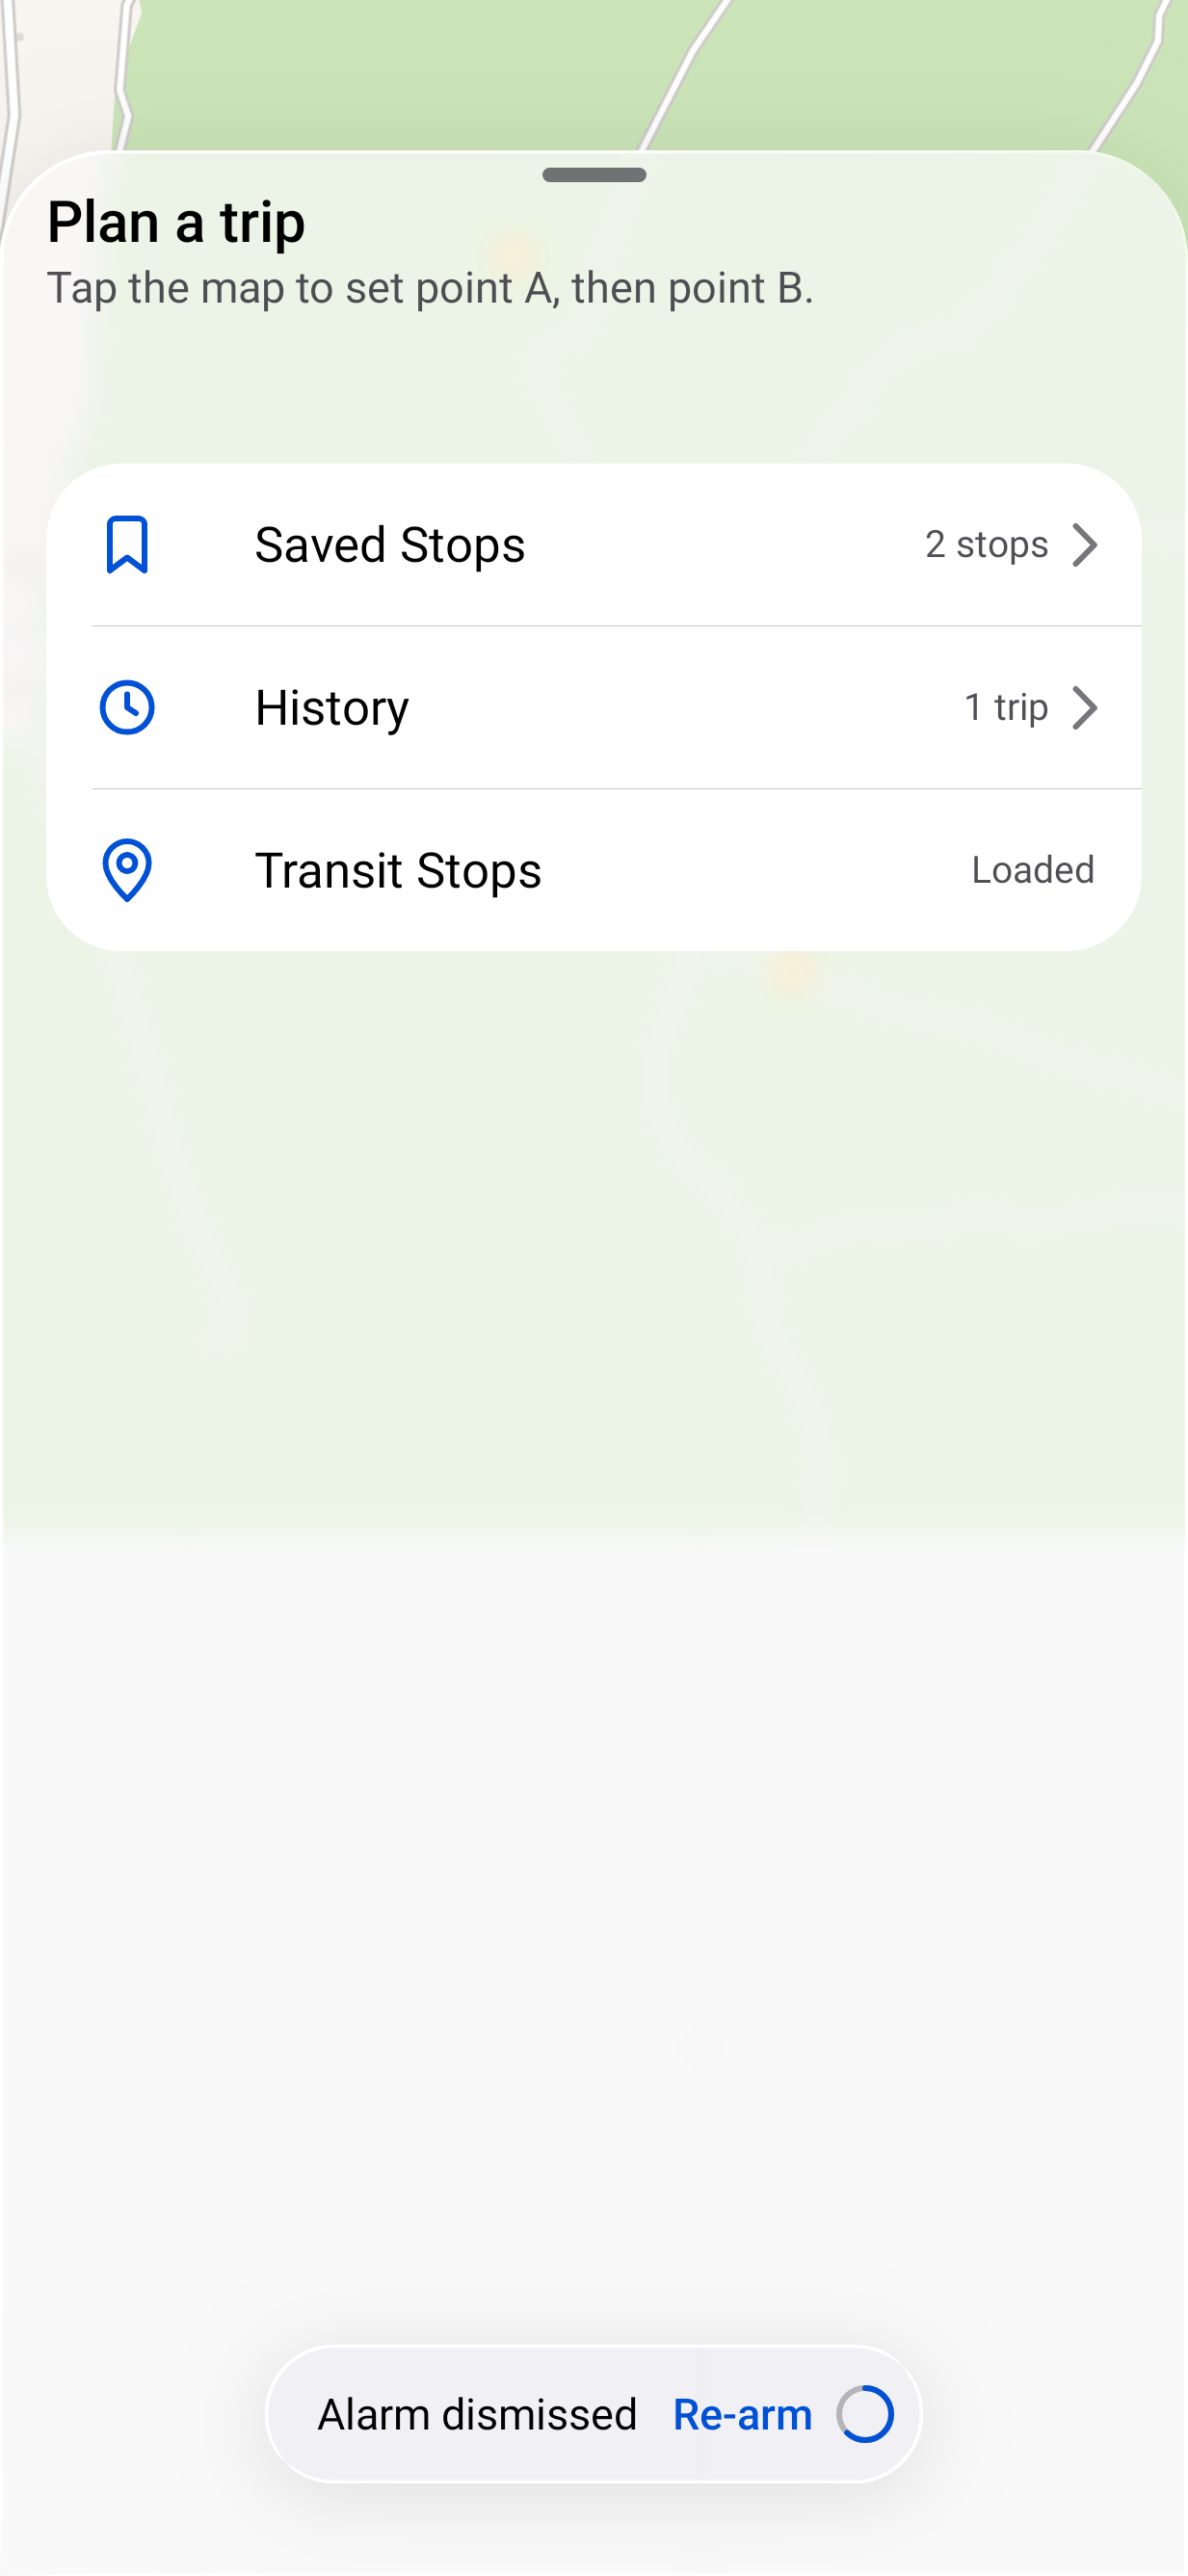 Plan a trip
Tap the map to set point A, then point B.
Saved Stops 2 stops
History 1 trip
Transit Stops Loaded
Alarm dismissed Re-arm